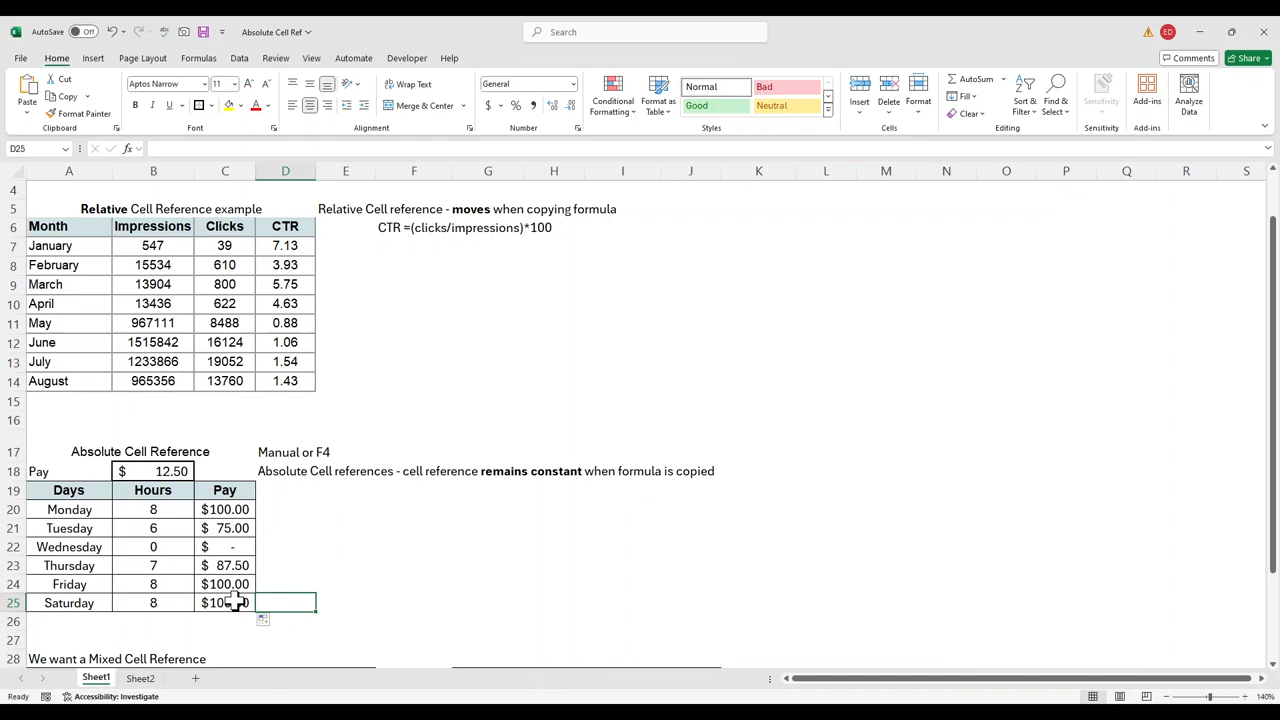 AutoSave Off Absolute Cell Ref Search ED
File Home Insert Page Layout Formulas Data Review View Automate Developer Help Comments Share
Paste Cut Copy Format Painter Clipboard
Aptos Narrow 11 A A B I U A Font
ab Wrap Text Merge & Center Alignment
General $ % Number
Conditional Formatting Format as Table Normal Bad Good Neutral Styles
Insert Delete Format Cells
AutoSum Fill Clear Sort & Filter Find & Select Editing
Sensitivity Sensitivity
Add-ins Add-ins
Analyze Data
D25 fx
A B C D E F G H I J K L M N O P Q R S
4
5 Relative Cell Reference example Relative Cell reference - moves when copying formula
6 Month Impressions Clicks CTR CTR =(clicks/impressions)*100
7 January 547 39 7.13
8 February 15534 610 3.93
9 March 13904 800 5.75
10 April 13436 622 4.63
11 May 967111 8488 0.88
12 June 1515842 16124 1.06
13 July 1233866 19052 1.54
14 August 965356 13760 1.43
15
16
17 Absolute Cell Reference Manual or F4
18 Pay $ 12.50 Absolute Cell references - cell reference remains constant when formula is copied
19 Days Hours Pay
20 Monday 8 $100.00
21 Tuesday 6 $ 75.00
22 Wednesday 0 $ -
23 Thursday 7 $ 87.50
24 Friday 8 $100.00
25 Saturday 8
26
27
28 We want a Mixed Cell Reference
Sheet1 Sheet2
Ready Accessibility: Investigate 140%